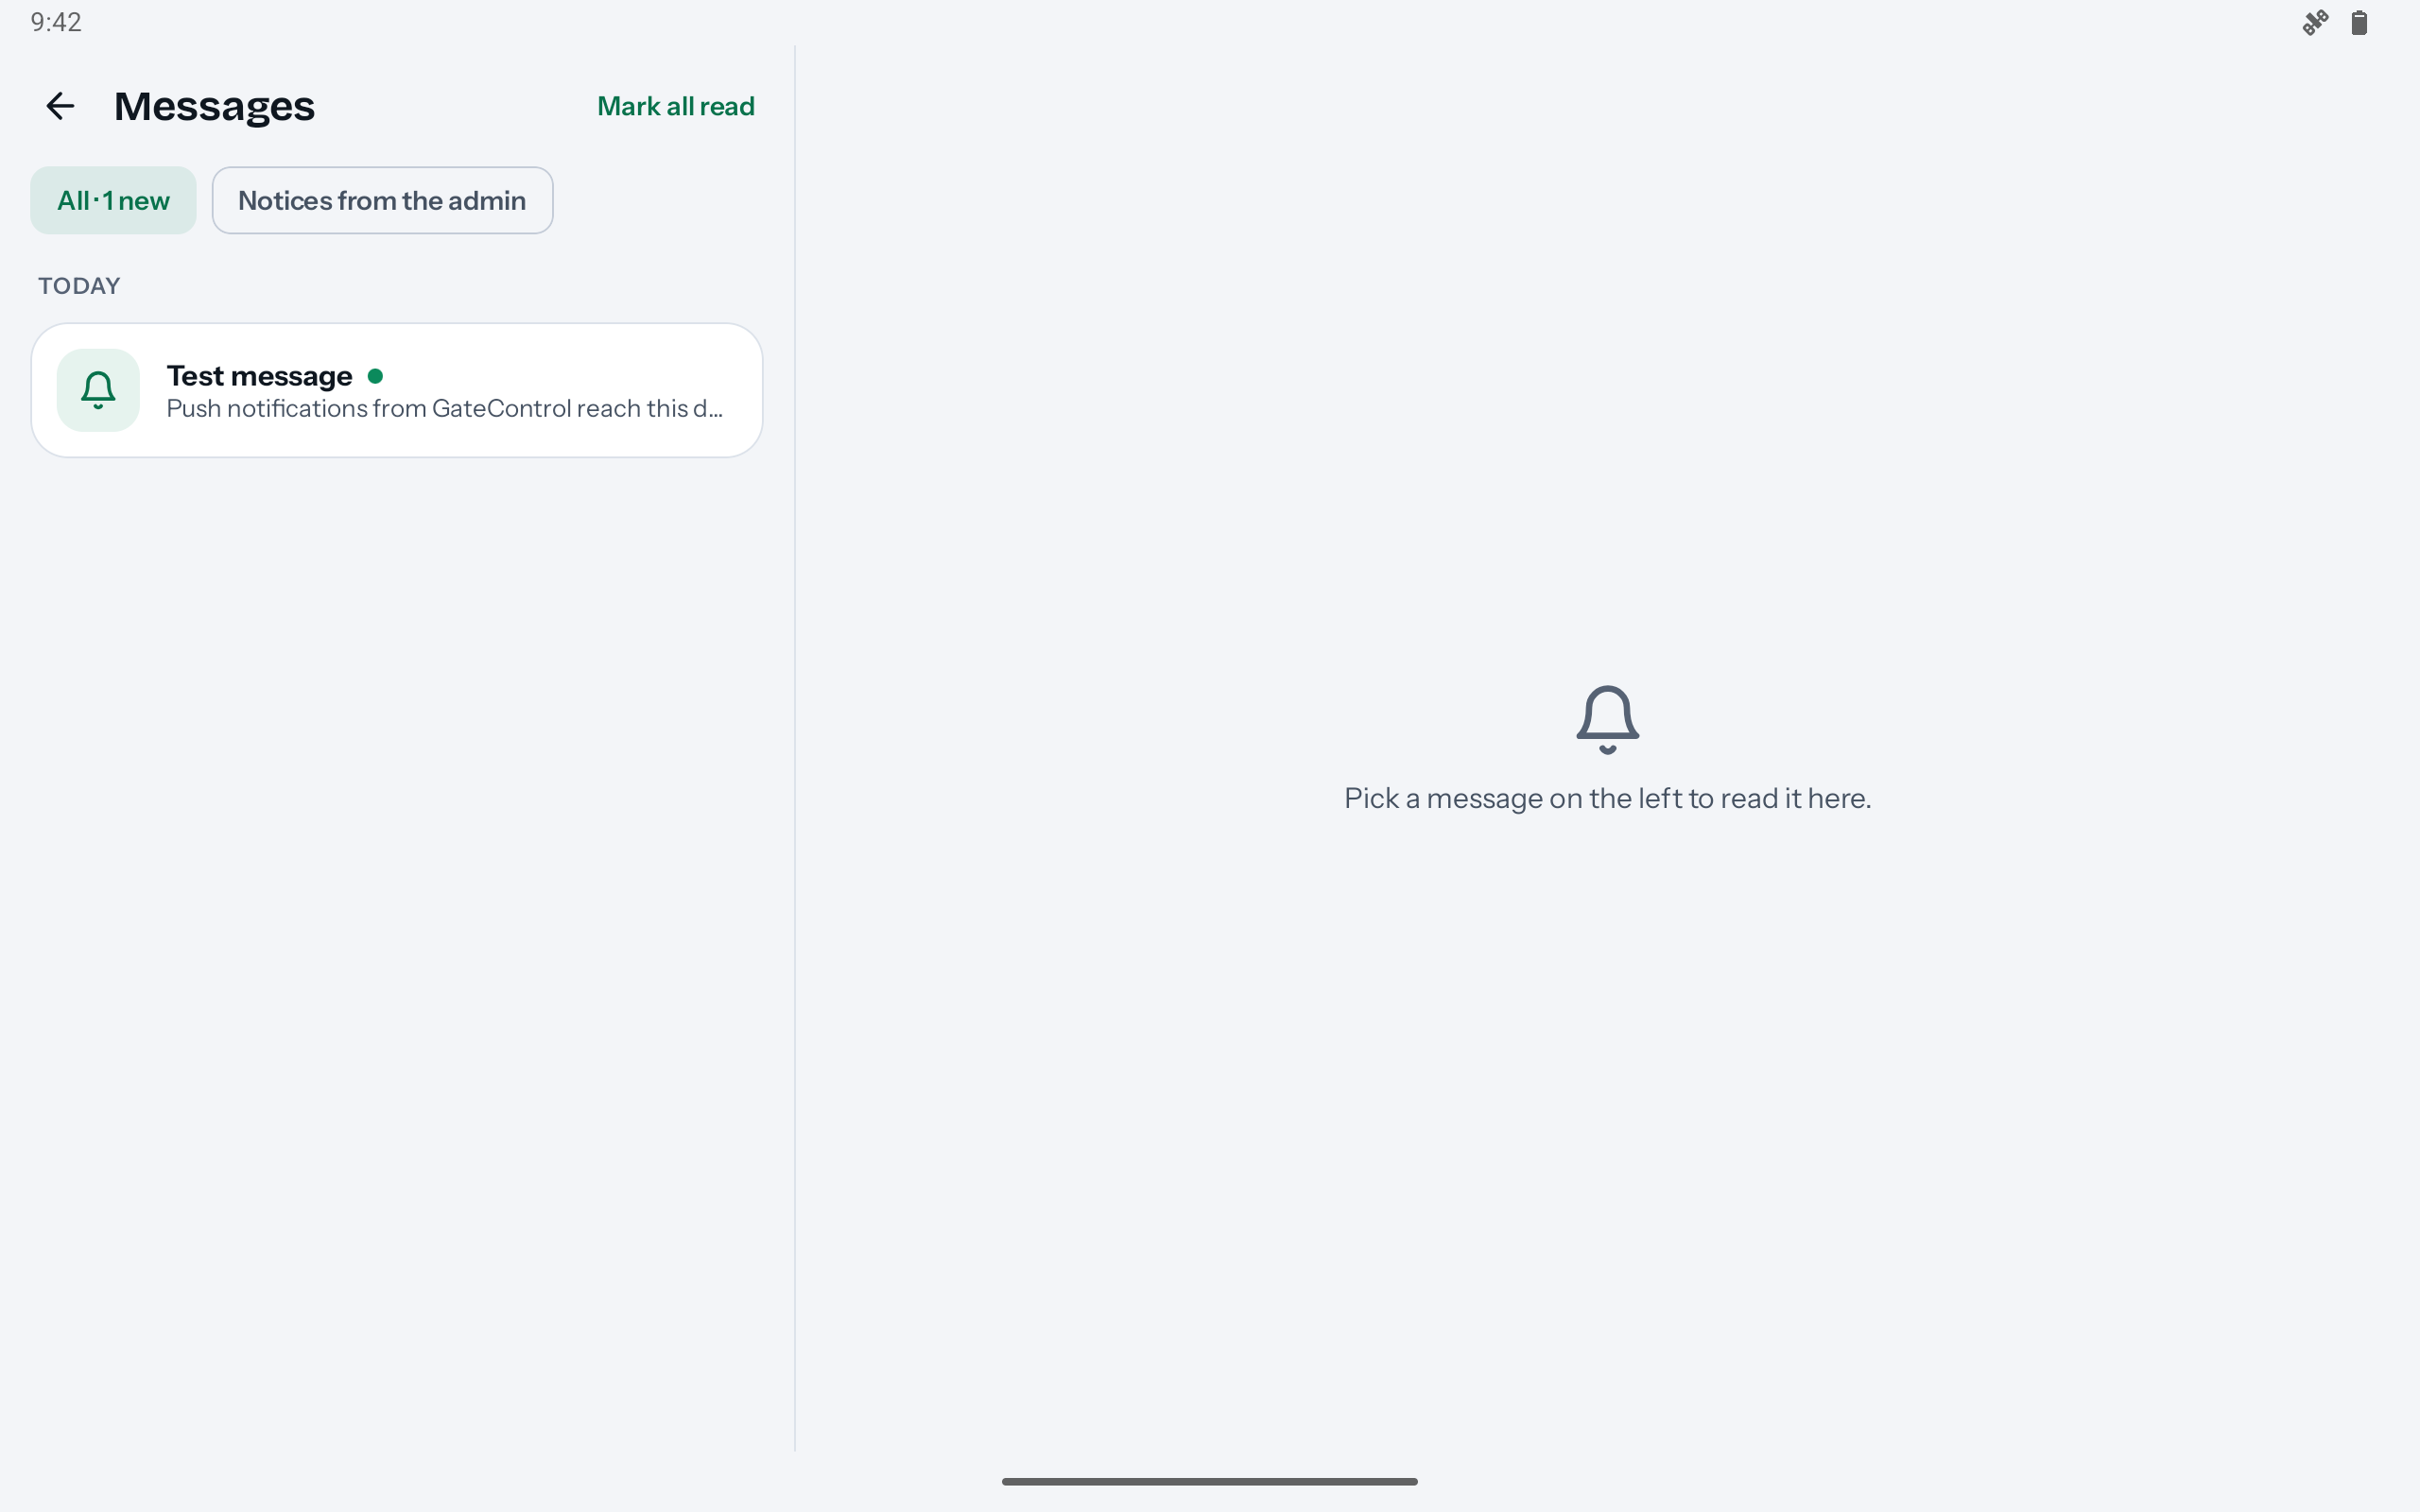 9:42
Messages
Mark all read
All · 1 new
Notices from the admin
TODAY
Test message
Push notifications from GateControl reach this d...
Pick a message on the left to read it here.